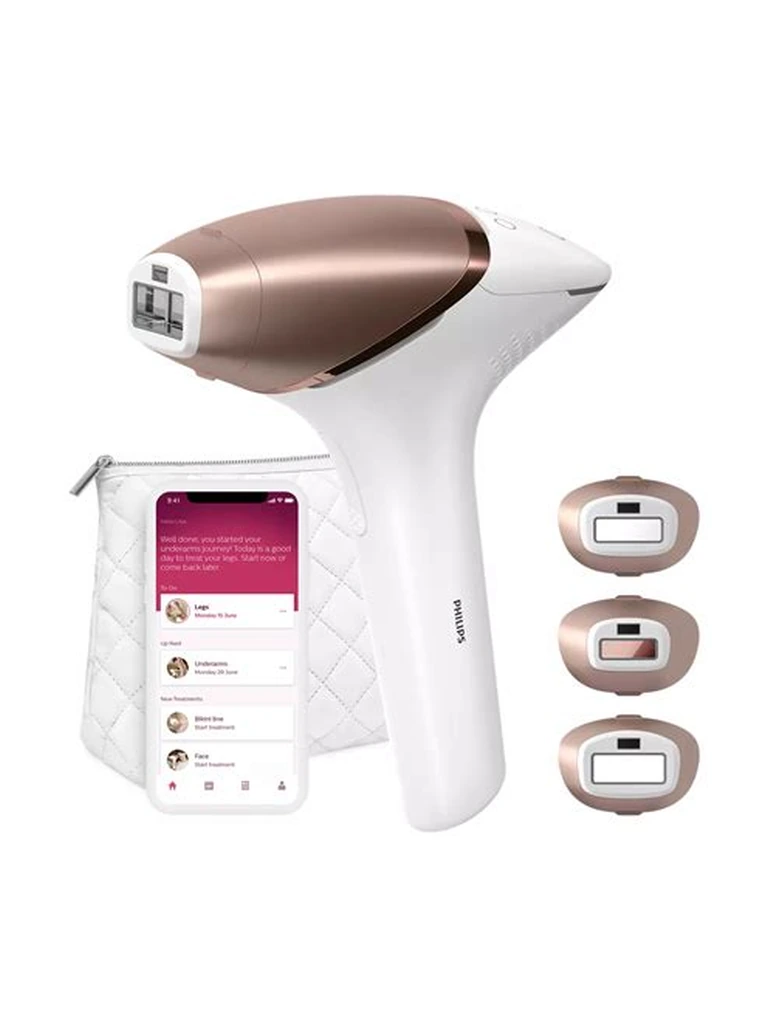 9:41
Well done, you started your
underarms journey! Today is a good
day to treat your legs. Start now or
come back later.
To Do
Legs
Monday 15 June
Up Next
Underarms
Monday 29 June
New Treatments
Bikini line
Start treatment
Face
Start treatment
PHILIPS